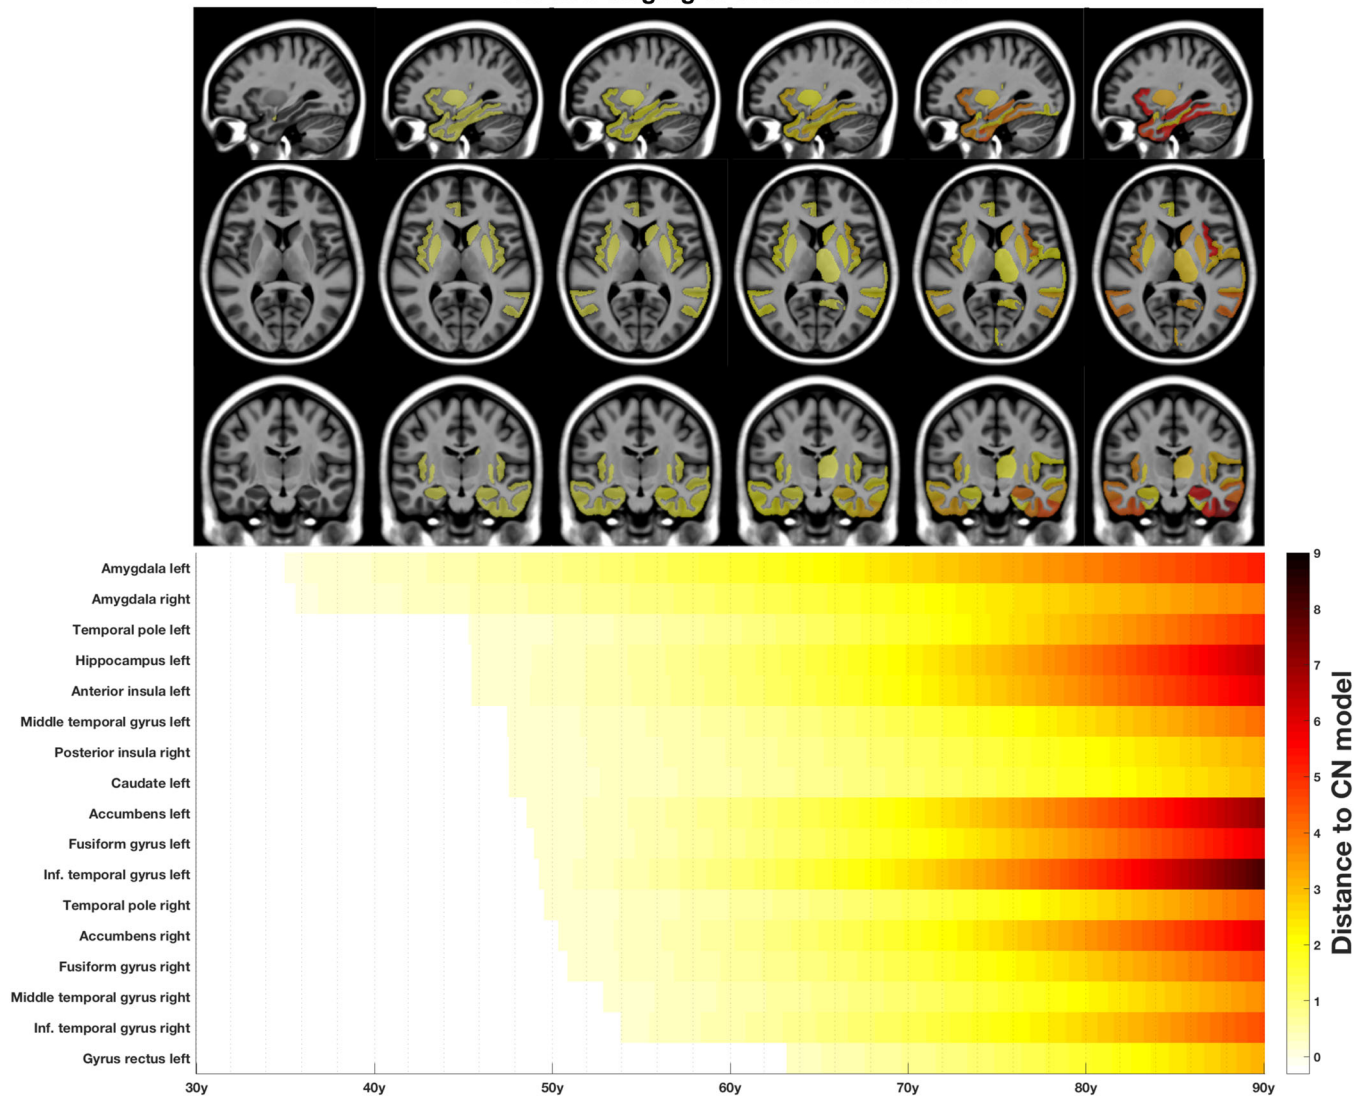 Amygdala left
Amygdala right
Temporal pole left
Hippocampus left
Anterior insula left
Middle temporal gyrus left
Posterior insula right
Caudate left
Accumbens left
Fusiform gyrus left
Inf. temporal gyrus left
Temporal pole right
Accumbens right
Fusiform gyrus right
Middle temporal gyrus right
Inf. temporal gyrus right
Gyrus rectus left
30y 40y 50y 60y 70y 80y 90y
9
8
7
6
5
4
3
2
1
0
Distance to CN model